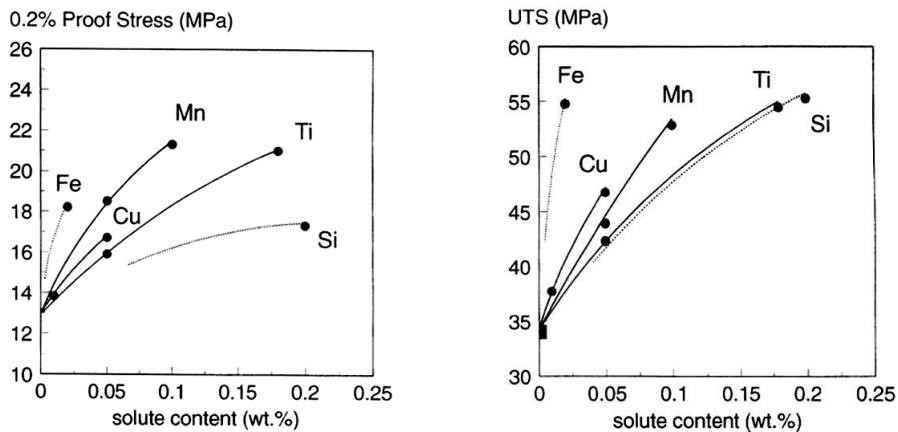 0.2% Proof Stress (MPa)
26
24
22
20
18
16
14
12
10
0
0.05
0.1
0.15
0.2
0.25
solute content (wt.%)
Fe
Mn
Ti
Cu
Si
UTS
60
55
50
45
40
35
30
0
0.05
0.1
0.15
0.2
0.25
solute content (wt.%)
Fe
Mn
Ti
Cu
Si